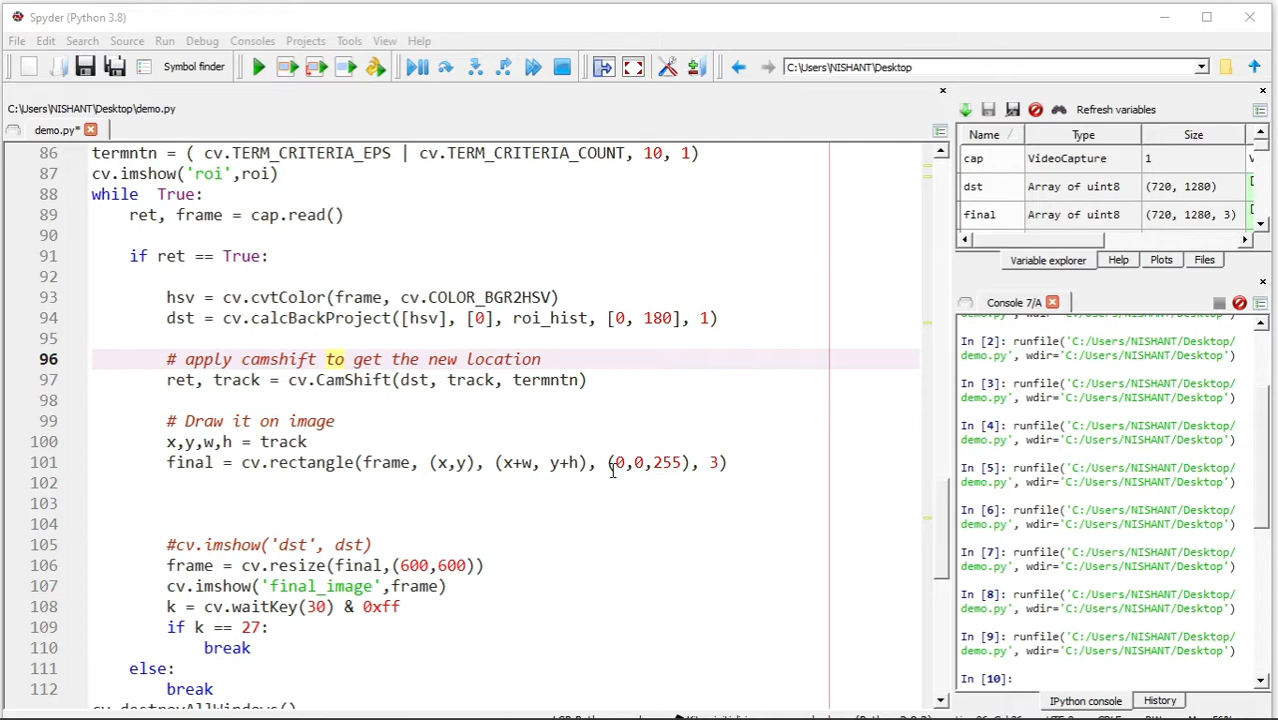 Spyder (Python 3.8)
File Edit Search Source Run Debug Consoles Projects Tools View Help
Symbol finder
C:\Users\NISHANT\Desktop
C:\Users\NISHANT\Desktop\demo.py
demo.py*
86 termntn = ( cv.TERM_CRITERIA_EPS | cv.TERM_CRITERIA_COUNT, 10, 1)
87 cv.imshow('roi',roi)
88 while  True:
89     ret, frame = cap.read()
90
91     if ret == True:
92
93         hsv = cv.cvtColor(frame, cv.COLOR_BGR2HSV)
94         dst = cv.calcBackProject([hsv], [0], roi_hist, [0, 180], 1)
95
96         # apply camshift to get the new location
97         ret, track = cv.CamShift(dst, track, termntn)
98
99         # Draw it on image
100         x,y,w,h = track
101         final = cv.rectangle(frame, (x,y), (x+w, y+h), (0,0,255), 3)
102
103
104
105         #cv.imshow('dst', dst)
106         frame = cv.resize(final,(600,600))
107         cv.imshow('final_image',frame)
108         k = cv.waitKey(30) & 0xff
109         if k == 27:
110             break
111     else:
112         break
cv.destroyAllWindows()
Refresh variables
Name Type Size
cap VideoCapture 1
dst Array of uint8 (720, 1280)
final Array of uint8 (720, 1280, 3)
Variable explorer Help Plots Files
Console 7/A
demo.py', wdir='C:/Users/NISHANT/Desktop')
In [2]: runfile('C:/Users/NISHANT/Desktop/
demo.py', wdir='C:/Users/NISHANT/Desktop')
In [3]: runfile('C:/Users/NISHANT/Desktop/
demo.py', wdir='C:/Users/NISHANT/Desktop')
In [4]: runfile('C:/Users/NISHANT/Desktop/
demo.py', wdir='C:/Users/NISHANT/Desktop')
In [5]: runfile('C:/Users/NISHANT/Desktop/
demo.py', wdir='C:/Users/NISHANT/Desktop')
In [6]: runfile('C:/Users/NISHANT/Desktop/
demo.py', wdir='C:/Users/NISHANT/Desktop')
In [7]: runfile('C:/Users/NISHANT/Desktop/
demo.py', wdir='C:/Users/NISHANT/Desktop')
In [8]: runfile('C:/Users/NISHANT/Desktop/
demo.py', wdir='C:/Users/NISHANT/Desktop')
In [9]: runfile('C:/Users/NISHANT/Desktop/
demo.py', wdir='C:/Users/NISHANT/Desktop')
In [10]:
IPython console History